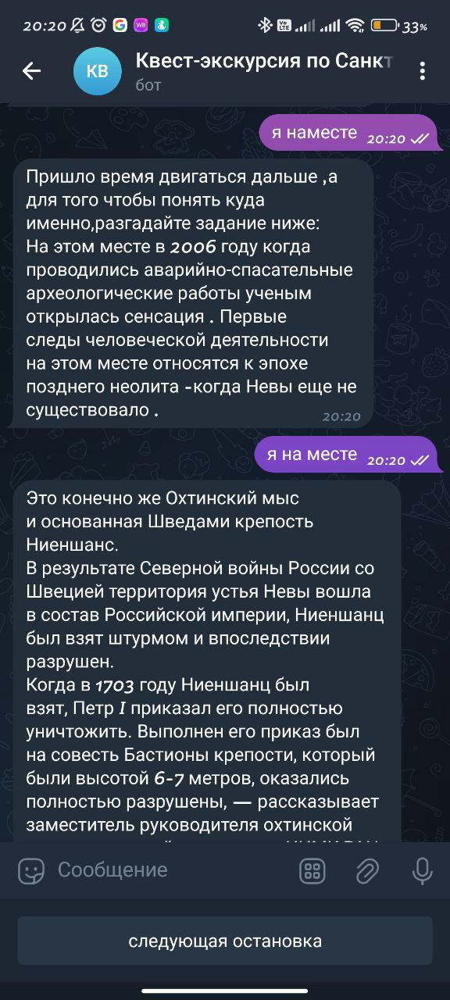 20:20
33%
КВ
Квест-экскурсия по Санкт
бот
я наместе 20:20
Пришло время двигаться дальше ,а
для того чтобы понять куда
именно,разгадайте задание ниже:
На этом месте в 2006 году когда
проводились аварийно-спасательные
археологические работы ученым
открылась сенсация . Первые
следы человеческой деятельности
на этом месте относятся к эпохе
позднего неолита -когда Невы еще не
существовало .
20:20
я на месте 20:20
Это конечно же Охтинский мыс
и основанная Шведами крепость
Ниеншанс.
В результате Северной войны России со
Швецией территория устья Невы вошла
в состав Российской империи, Ниеншанц
был взят штурмом и впоследствии
разрушен.
Когда в 1703 году Ниеншанц был
взят, Петр I приказал его полностью
уничтожить. Выполнен его приказ был
на совесть Бастионы крепости, который
были высотой 6-7 метров, оказались
полностью разрушены, — рассказывает
заместитель руководителя охтинской
Сообщение
следующая остановка